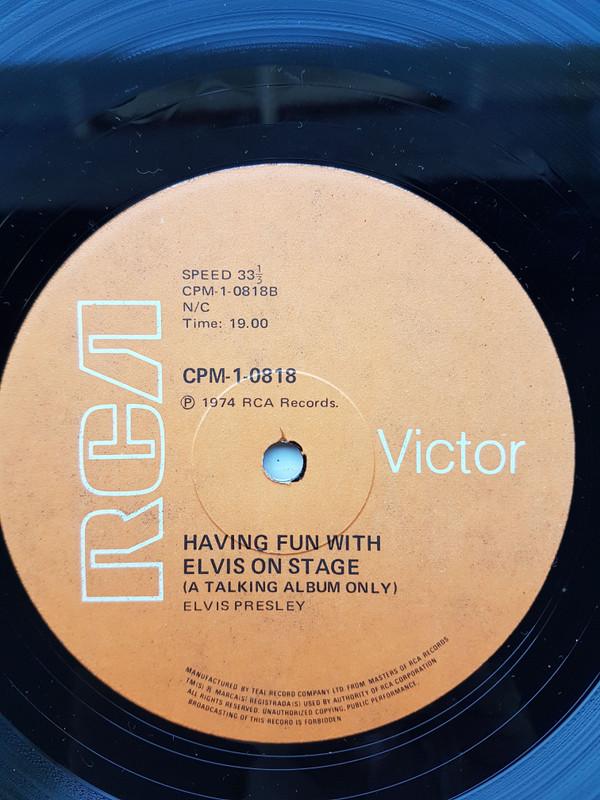 RCA
SPEED 33⅓
CPM-1-0818B
N/C
Time: 19.00
CPM-1-0818
Ⓟ 1974 RCA Records.
Victor
HAVING FUN WITH
ELVIS ON STAGE
(A TALKING ALBUM ONLY)
ELVIS PRESLEY
MANUFACTURED BY TEAL RECORD COMPANY LTD. FROM MASTERS OF RCA RECORDS
TM(S) ® MARCA(S) REGISTRADA(S) USED BY AUTHORITY OF RCA CORPORATION
ALL RIGHTS RESERVED. UNAUTHORIZED COPYING, PUBLIC PERFORMANCE,
BROADCASTING OF THIS RECORD IS FORBIDDEN